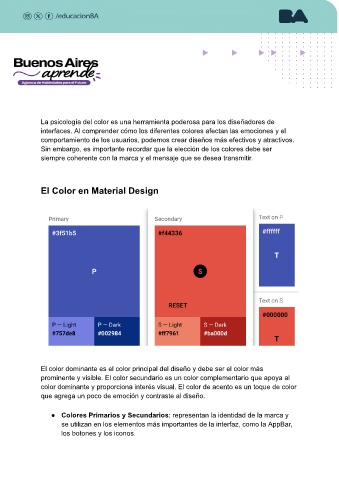 /educacionBA
BA
Buenos Aires
aprende
Agencia de Habilidades para el Futuro
La psicología del color es una herramienta poderosa para los diseñadores de
interfaces. Al comprender cómo los diferentes colores afectan las emociones y el
comportamiento de los usuarios, podemos crear diseños más efectivos y atractivos.
Sin embargo, es importante recordar que la elección de los colores debe ser
siempre coherente con la marca y el mensaje que se desea transmitir.
El Color en Material Design
Primary
#3f51b5
P
P — Light
#757de8
P — Dark
#002984
Secondary
#f44336
S
RESET
S — Light
#ff7961
S — Dark
#ba000d
Text on P
#ffffff
T
Text on S
#000000
T
El color dominante es el color principal del diseño y debe ser el color más
prominente y visible. El color secundario es un color complementario que apoya al
color dominante y proporciona interés visual. El color de acento es un toque de color
que agrega un poco de emoción y contraste al diseño.
● Colores Primarios y Secundarios: representan la identidad de la marca y
se utilizan en los elementos más importantes de la interfaz, como la AppBar,
los botones y los iconos.